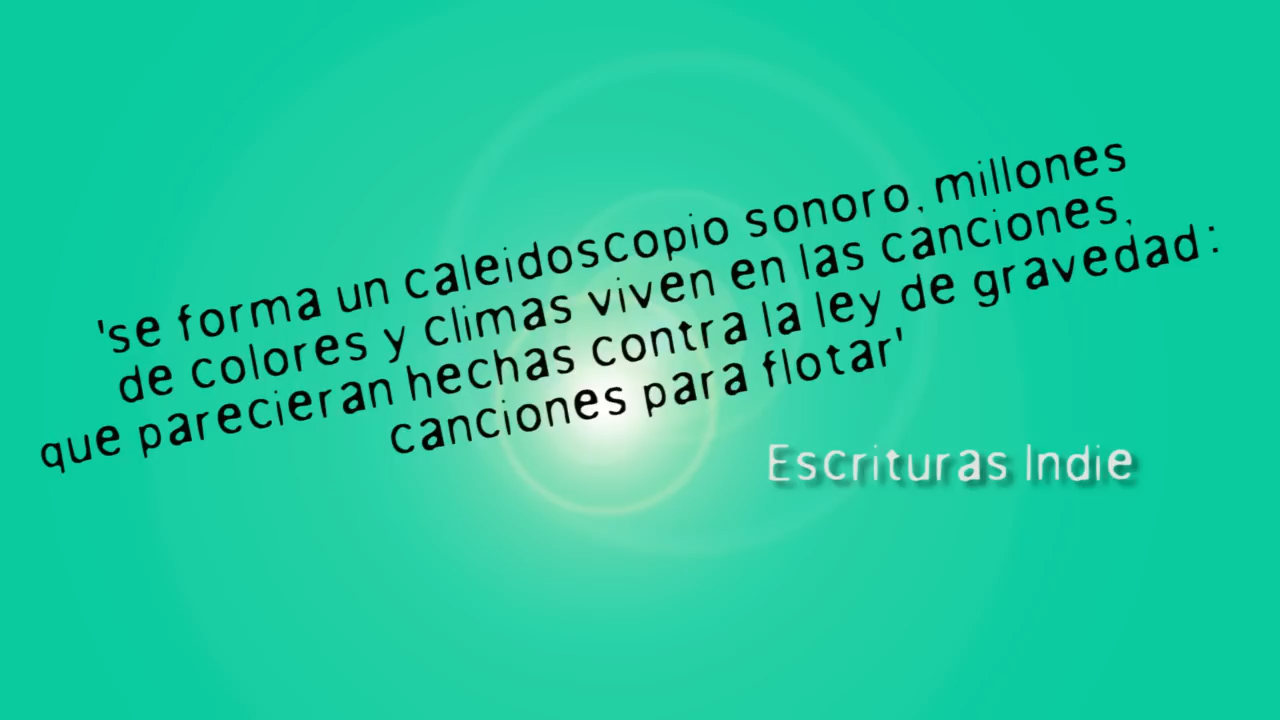 'se forma un caleidoscopio sonoro, millones
de colores y climas viven en las canciones,
que parecieran hechas contra la ley de gravedad:
canciones para flotar'
Escrituras Indie